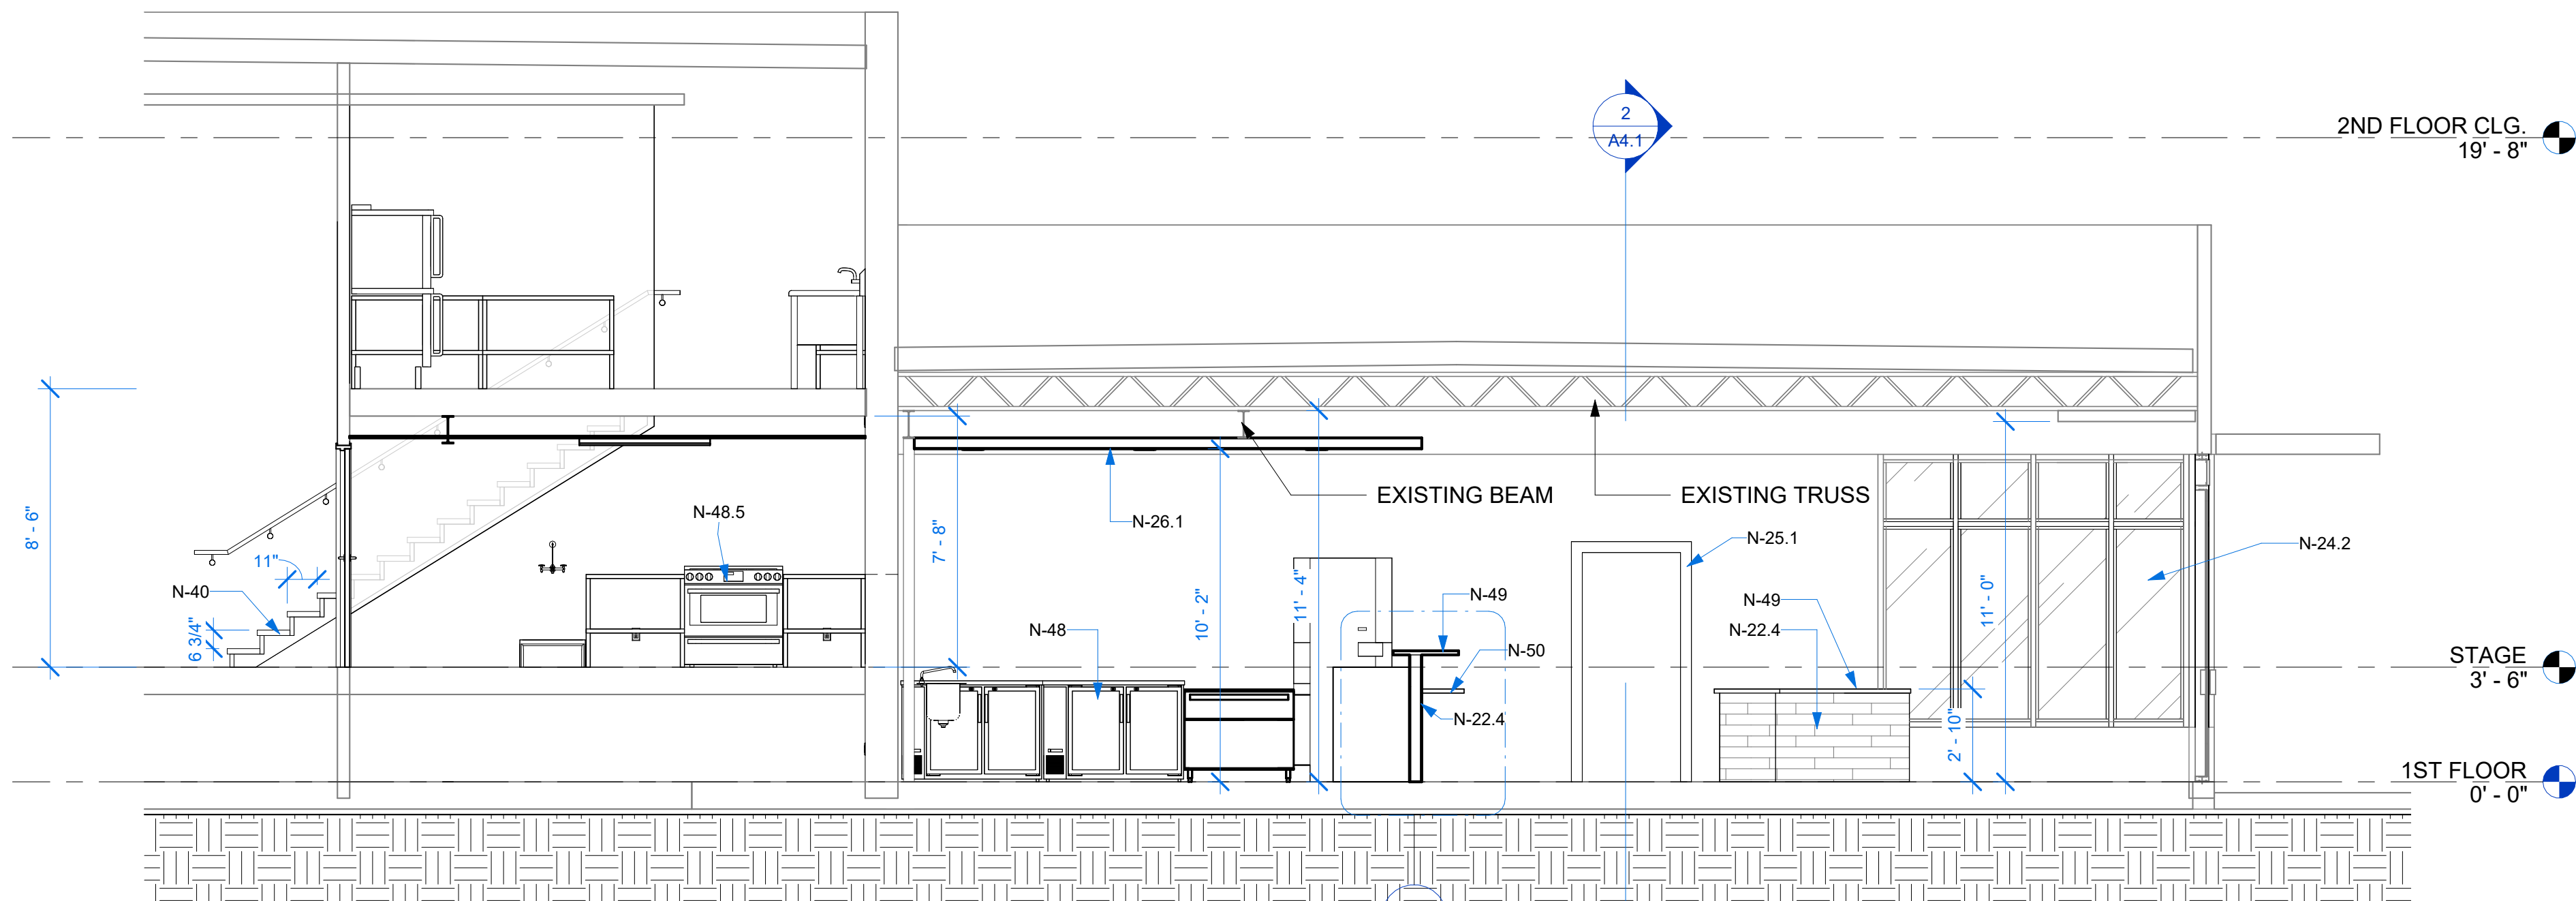 2
A4.1
2ND FLOOR CLG.
19' - 8"
EXISTING BEAM
EXISTING TRUSS
N-48.5
N-26.1
8' - 6"
7' - 8"
N-25.1
N-24.2
11"
N-40
6 3/4"
10' - 2"
11' - 4"
N-49
N-49
11' - 0"
N-48
N-22.4
N-50
STAGE
3' - 6"
N-22.4
2' - 10"
1ST FLOOR
0' - 0"